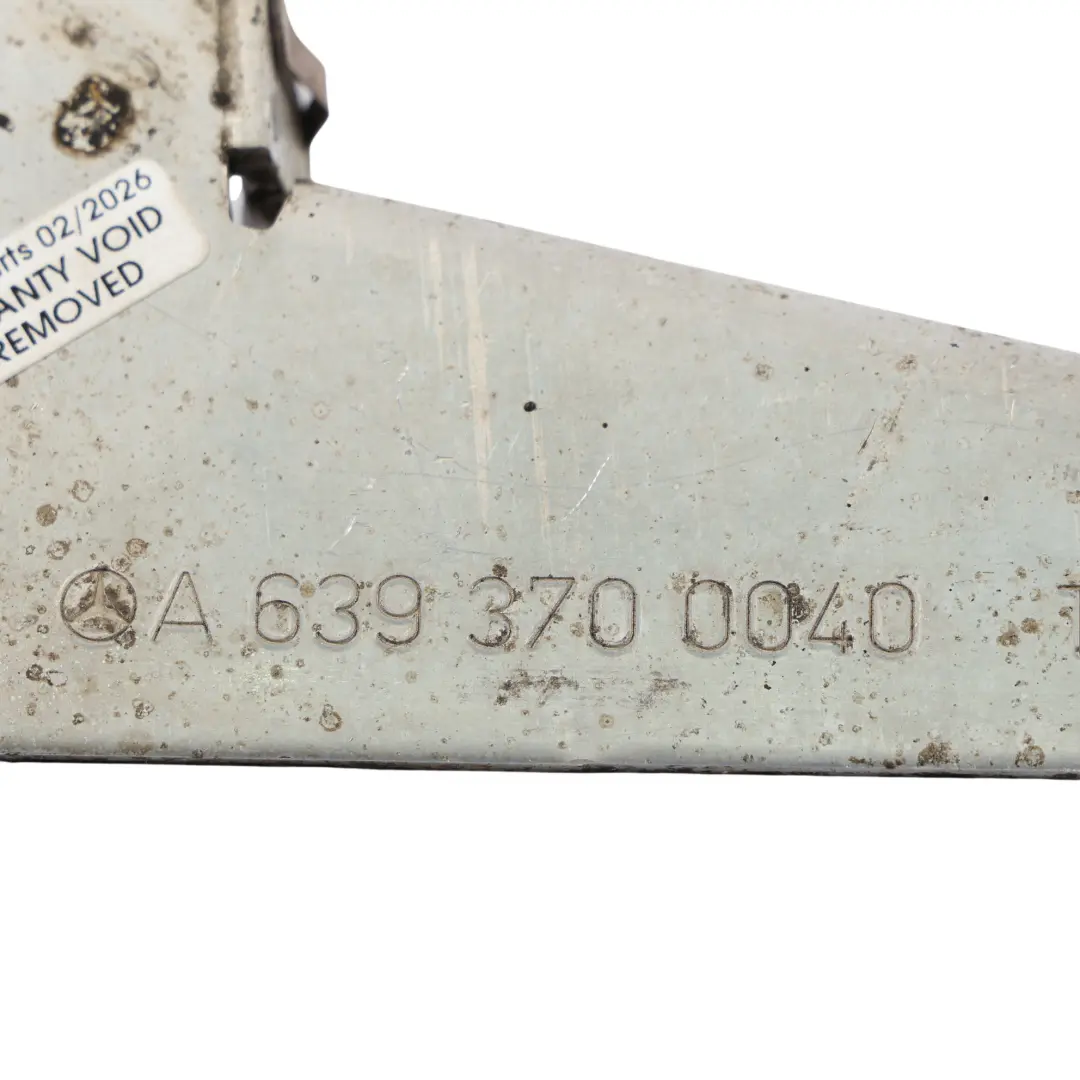 rts 02/2026
ANTY VOID
REMOVED
A 639 370 0040